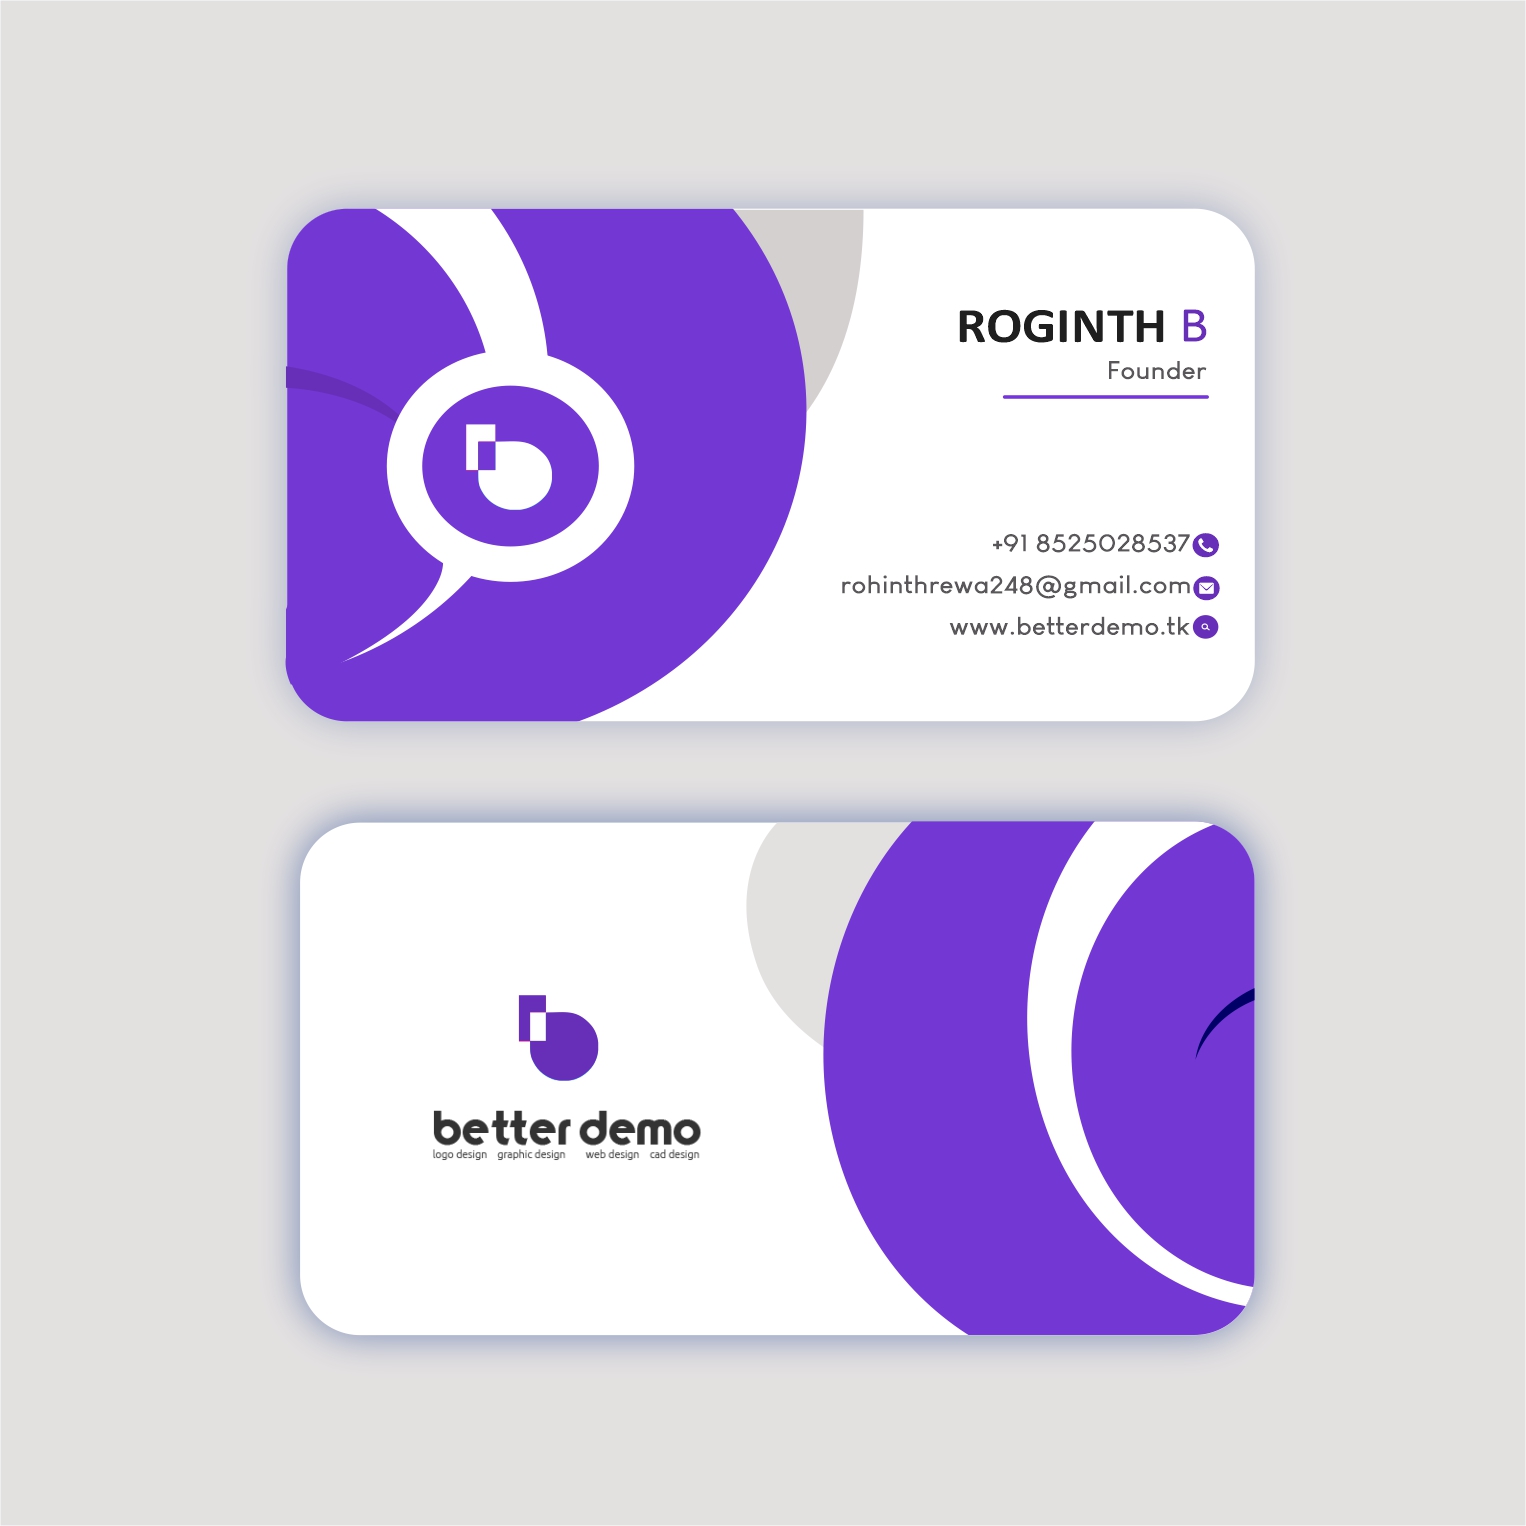 ROGINTH B
Founder
+91 8525028537
rohinthrewa248@gmail.com
www.betterdemo.tk
better demo
logo design graphic design web design cad design